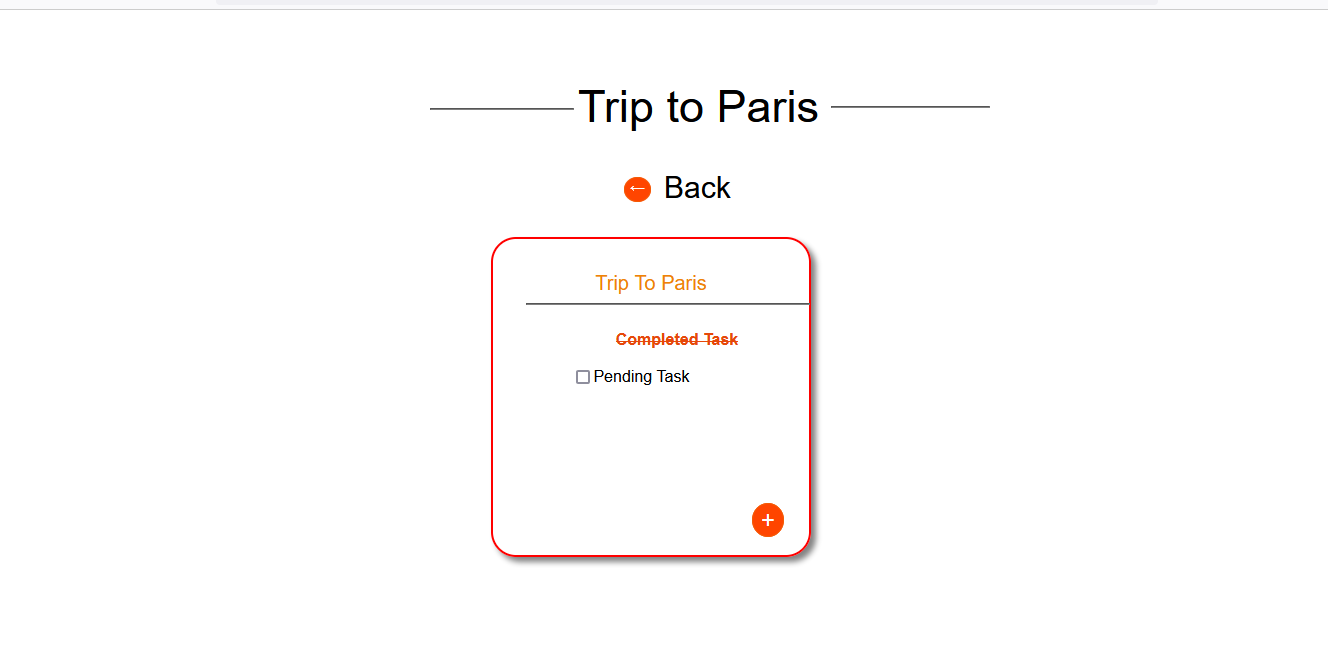 Trip to Paris
← Back
Trip To Paris
Completed Task
Pending Task
+